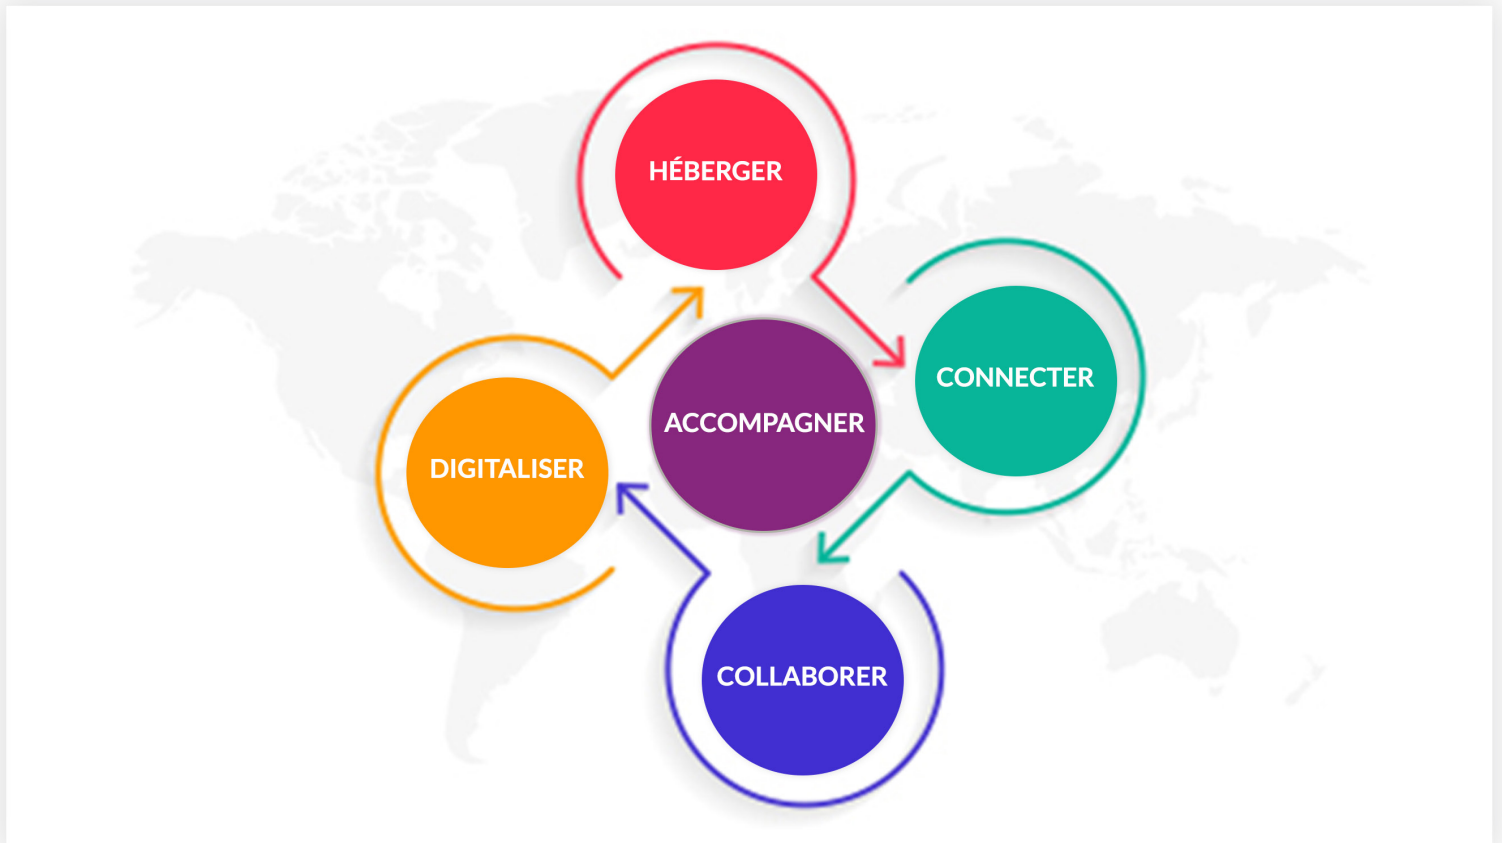 HÉBERGER
CONNECTER
ACCOMPAGNER
DIGITALISER
COLLABORER